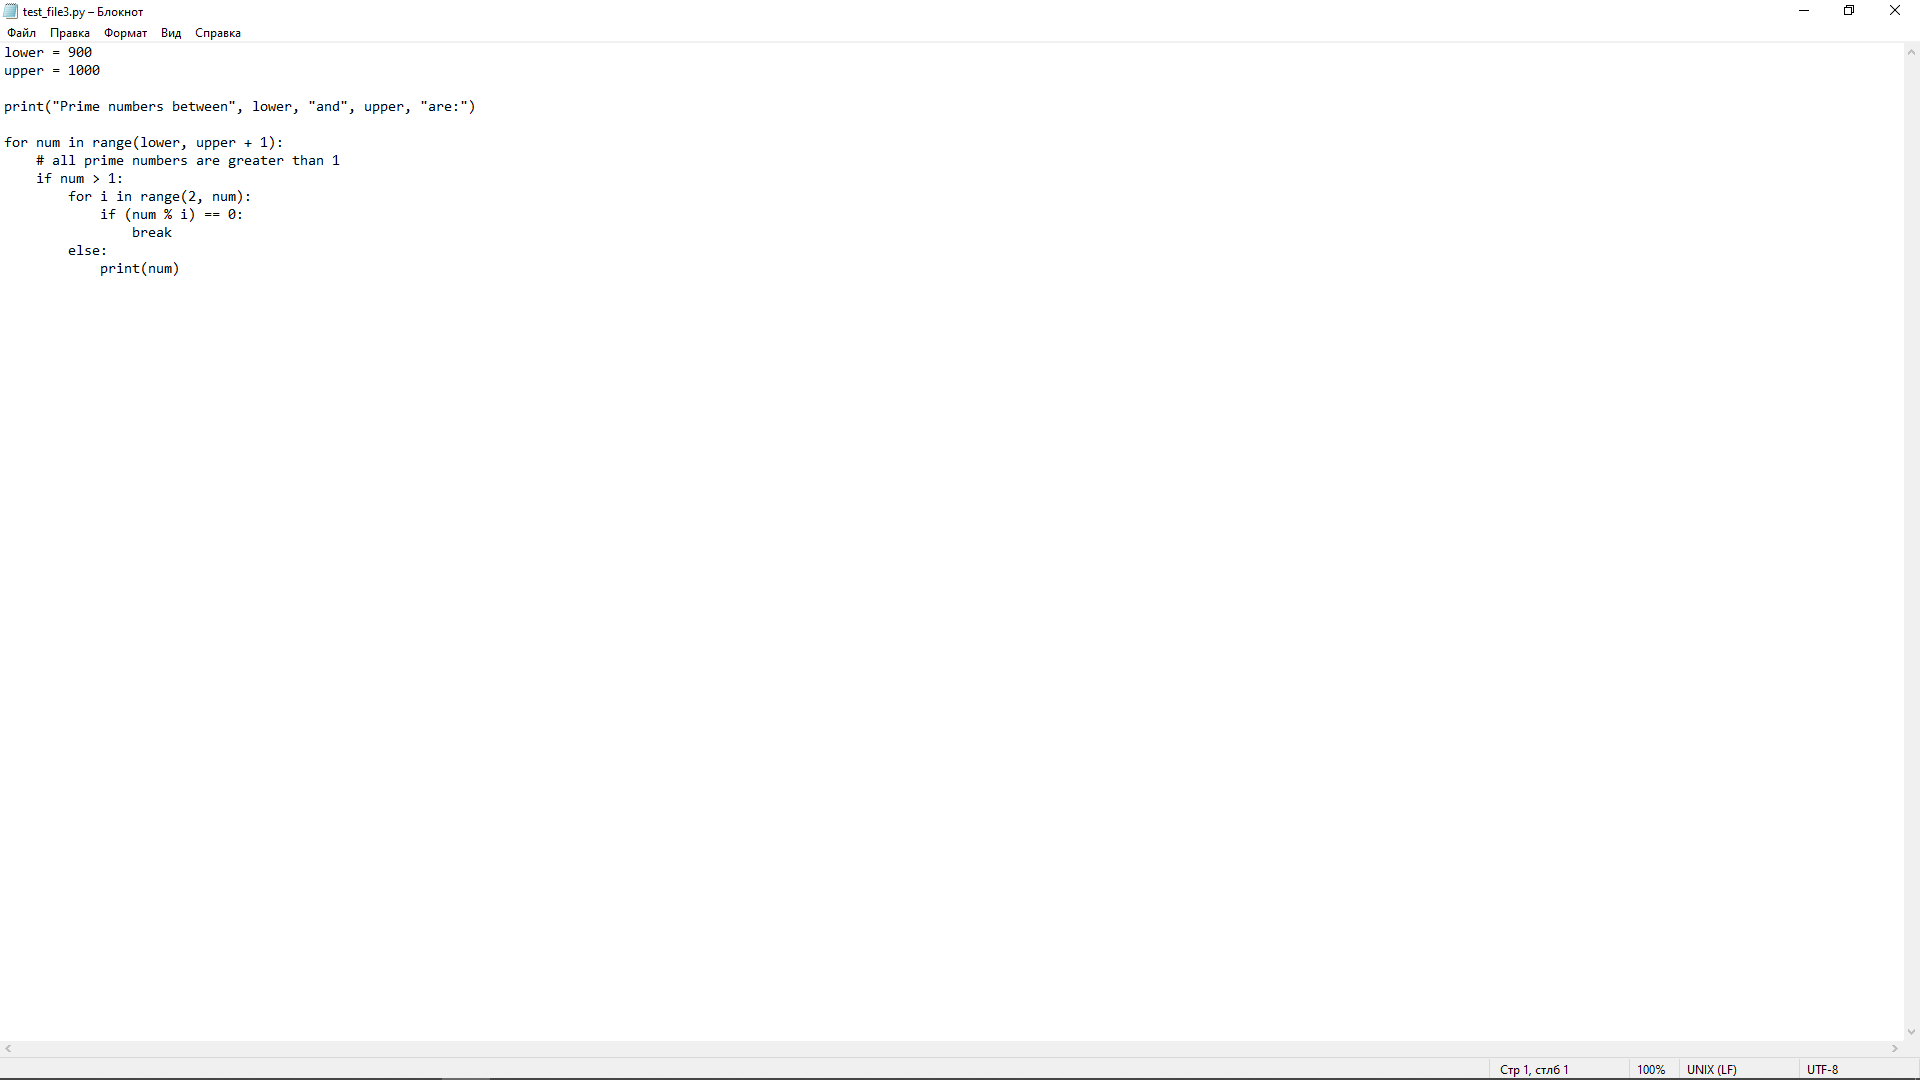 test_file3.py – Блокнот
Файл Правка Формат Вид Справка
lower = 900
upper = 1000

print("Prime numbers between", lower, "and", upper, "are:")

for num in range(lower, upper + 1):
    # all prime numbers are greater than 1
    if num > 1:
        for i in range(2, num):
            if (num % i) == 0:
                break
        else:
            print(num)
Стр 1, стлб 1 100% UNIX (LF) UTF-8